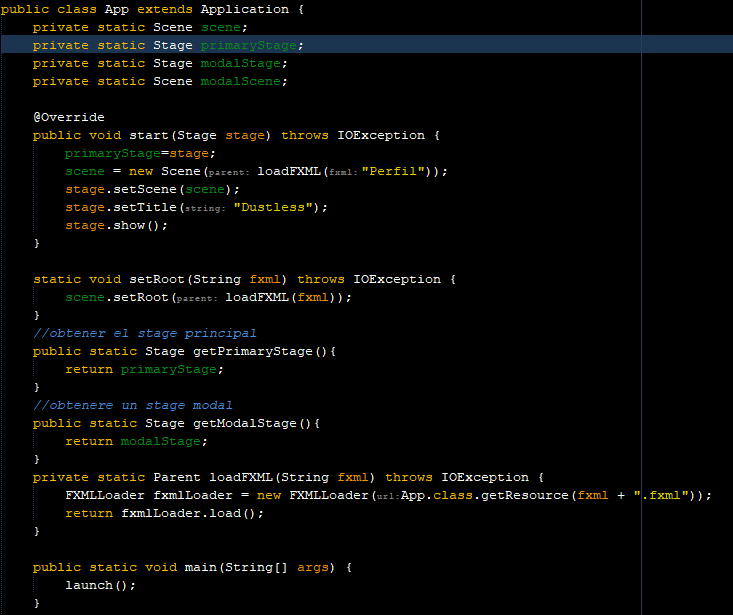 public class App extends Application {
    private static Scene scene;
    private static Stage primaryStage;
    private static Stage modalStage;
    private static Scene modalScene;

    @Override
    public void start(Stage stage) throws IOException {
        primaryStage=stage;
        scene = new Scene(parent: loadFXML(fxml: "Perfil"));
        stage.setScene(scene);
        stage.setTitle(string: "Dustless");
        stage.show();
    }

    static void setRoot(String fxml) throws IOException {
        scene.setRoot(parent: loadFXML(fxml));
    }
    //obtener el stage principal
    public static Stage getPrimaryStage(){
        return primaryStage;
    }
    //obtenere un stage modal
    public static Stage getModalStage(){
        return modalStage;
    }
    private static Parent loadFXML(String fxml) throws IOException {
        FXMLLoader fxmlLoader = new FXMLLoader(url:App.class.getResource(fxml + ".fxml"));
        return fxmlLoader.load();
    }

    public static void main(String[] args) {
        launch();
    }